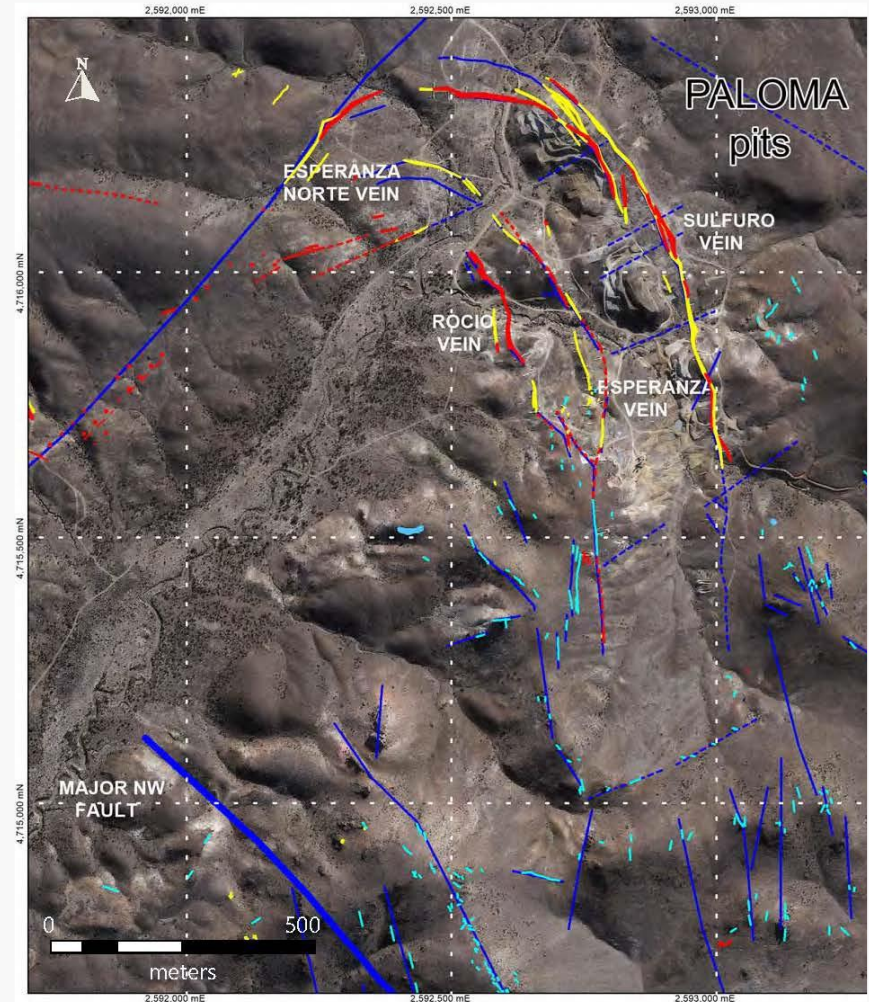 2,592,000 mE
2,592,500 mE
2,593,000 mE
N
PALOMA
pits
ESPERANZA
NORTE VEIN
SULFURO
VEIN
4,716,000 mN
ROCIO
VEIN
ESPERANZA
VEIN
4,715,500 mN
MAJOR NW
FAULT
4,715,000 mN
0
500
meters
2,592,000 mE
2,592,500 mE
2,593,000 mE